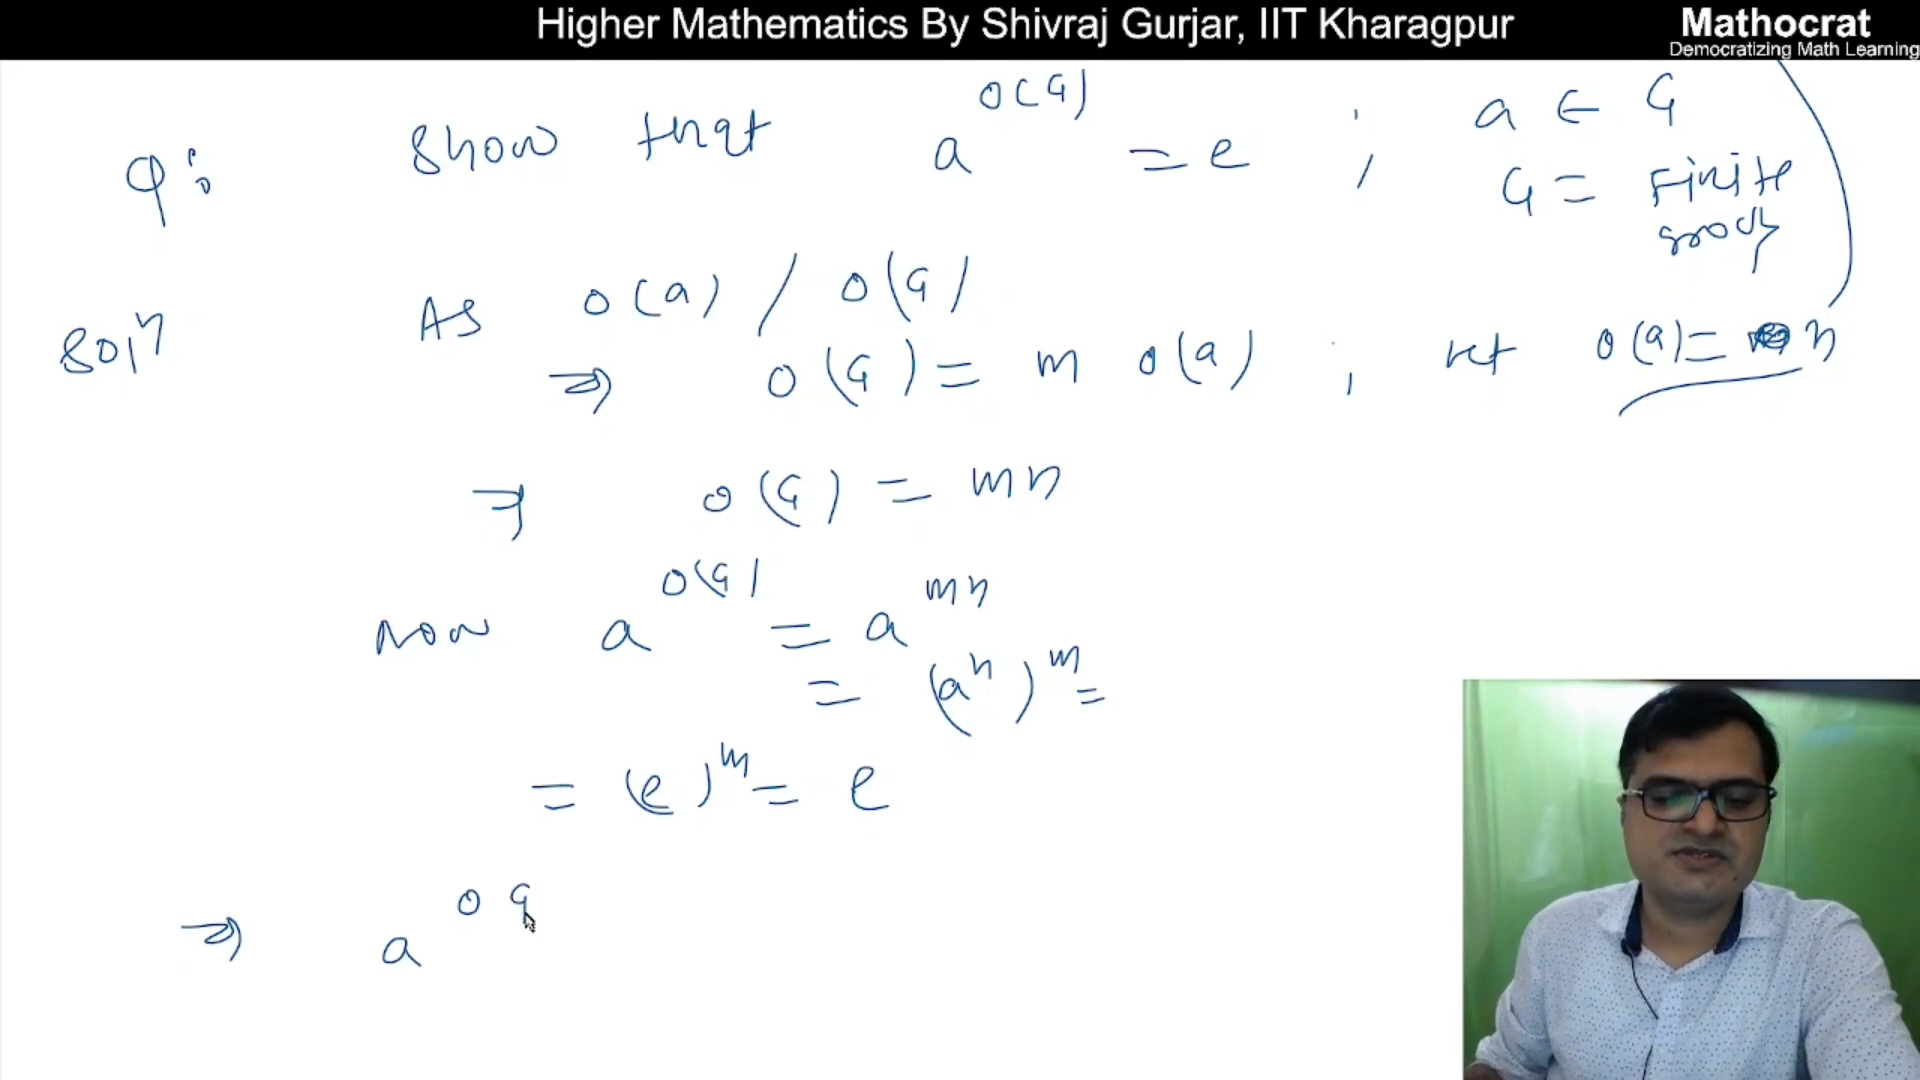 Higher Mathematics By Shivraj Gurjar, IIT Kharagpur
Mathocrat
Democratizing Math Learning
Q: Show that a^o(G) = e ; a ∈ G
G = Finite group
Solⁿ As o(a) / o(G)
⇒ o(G) = m o(a) ; let o(a) = n
⇒ o(G) = mn
Now a^o(G) = a^mn
= (a^n)^m =
= (e)^m = e
⇒ a^o G